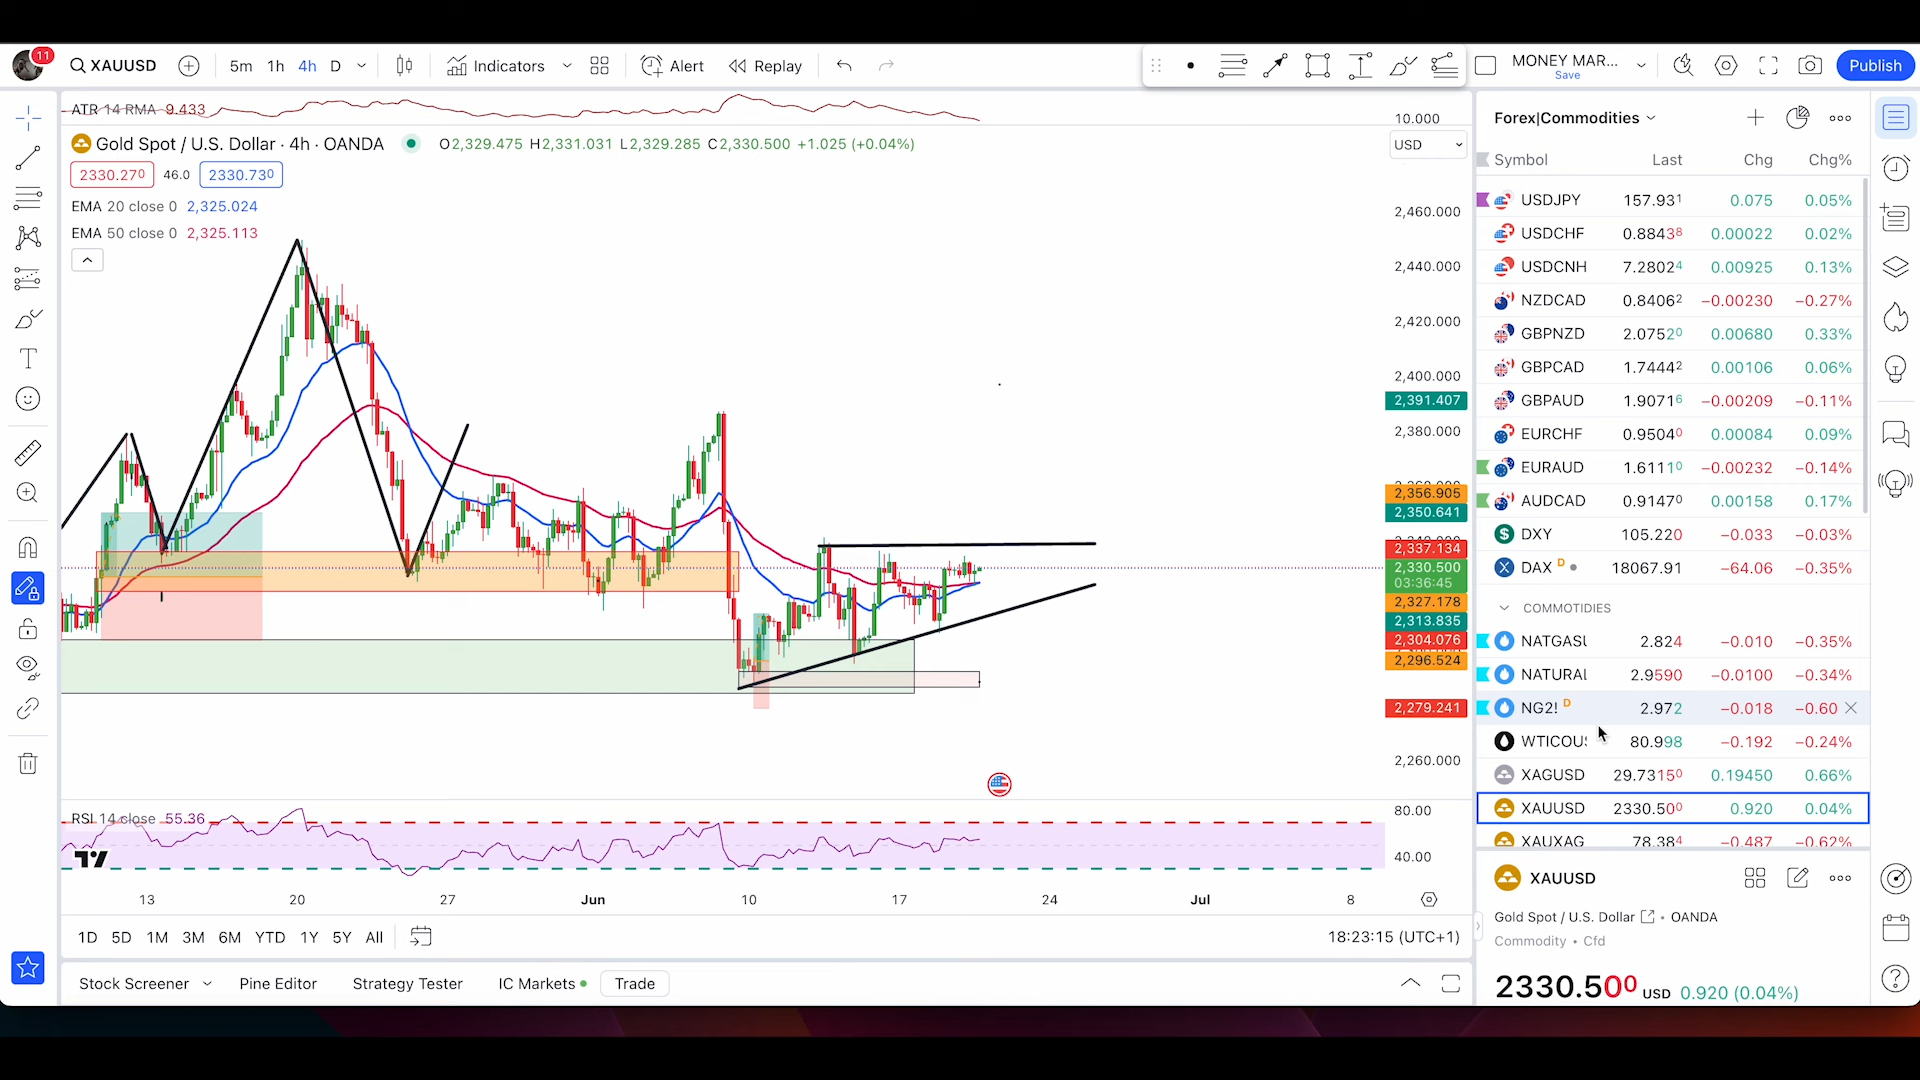 11
XAUUSD 5m 1h 4h D Indicators Alert Replay MONEY MAR... Save Publish
ATR 14 RMA 9.433
Gold Spot / U.S. Dollar · 4h · OANDA O2,329.475 H2,331.031 L2,329.285 C2,330.500 +1.025 (+0.04%)
2330.270 46.0 2330.730
EMA 20 close 0 2,325.024
EMA 50 close 0 2,325.113
10.000
USD
2,460.000
2,440.000
2,420.000
2,400.000
2,391.407
2,380.000
2,356.905
2,350.641
2,337.134
2,330.500
03:36:45
2,327.178
2,313.835
2,304.076
2,296.524
2,279.241
2,260.000
RSI 14 close 55.36
80.00
40.00
13 20 27 Jun 10 17 24 Jul 8
1D 5D 1M 3M 6M YTD 1Y 5Y All 18:23:15 (UTC+1)
Stock Screener Pine Editor Strategy Tester IC Markets Trade
Forex|Commodities
Symbol Last Chg Chg%
USDJPY 157.931 0.075 0.05%
USDCHF 0.88438 0.00022 0.02%
USDCNH 7.28024 0.00925 0.13%
NZDCAD 0.84062 −0.00230 −0.27%
GBPNZD 2.07520 0.00680 0.33%
GBPCAD 1.74442 0.00106 0.06%
GBPAUD 1.90716 −0.00209 −0.11%
EURCHF 0.95040 0.00084 0.09%
EURAUD 1.61110 −0.00232 −0.14%
AUDCAD 0.91470 0.00158 0.17%
DXY 105.220 −0.033 −0.03%
DAX D 18067.91 −64.06 −0.35%
COMMOTIDIES
NATGASU 2.824 −0.010 −0.35%
NATURAL 2.9590 −0.0100 −0.34%
NG2! D 2.972 −0.018 −0.60
WTICOUS 80.998 −0.192 −0.24%
XAGUSD 29.73150 0.19450 0.66%
XAUUSD 2330.500 0.920 0.04%
XAUXAG 78.384 −0.487 −0.62%
XAUUSD
Gold Spot / U.S. Dollar • OANDA
Commodity • Cfd
2330.500 USD 0.920 (0.04%)